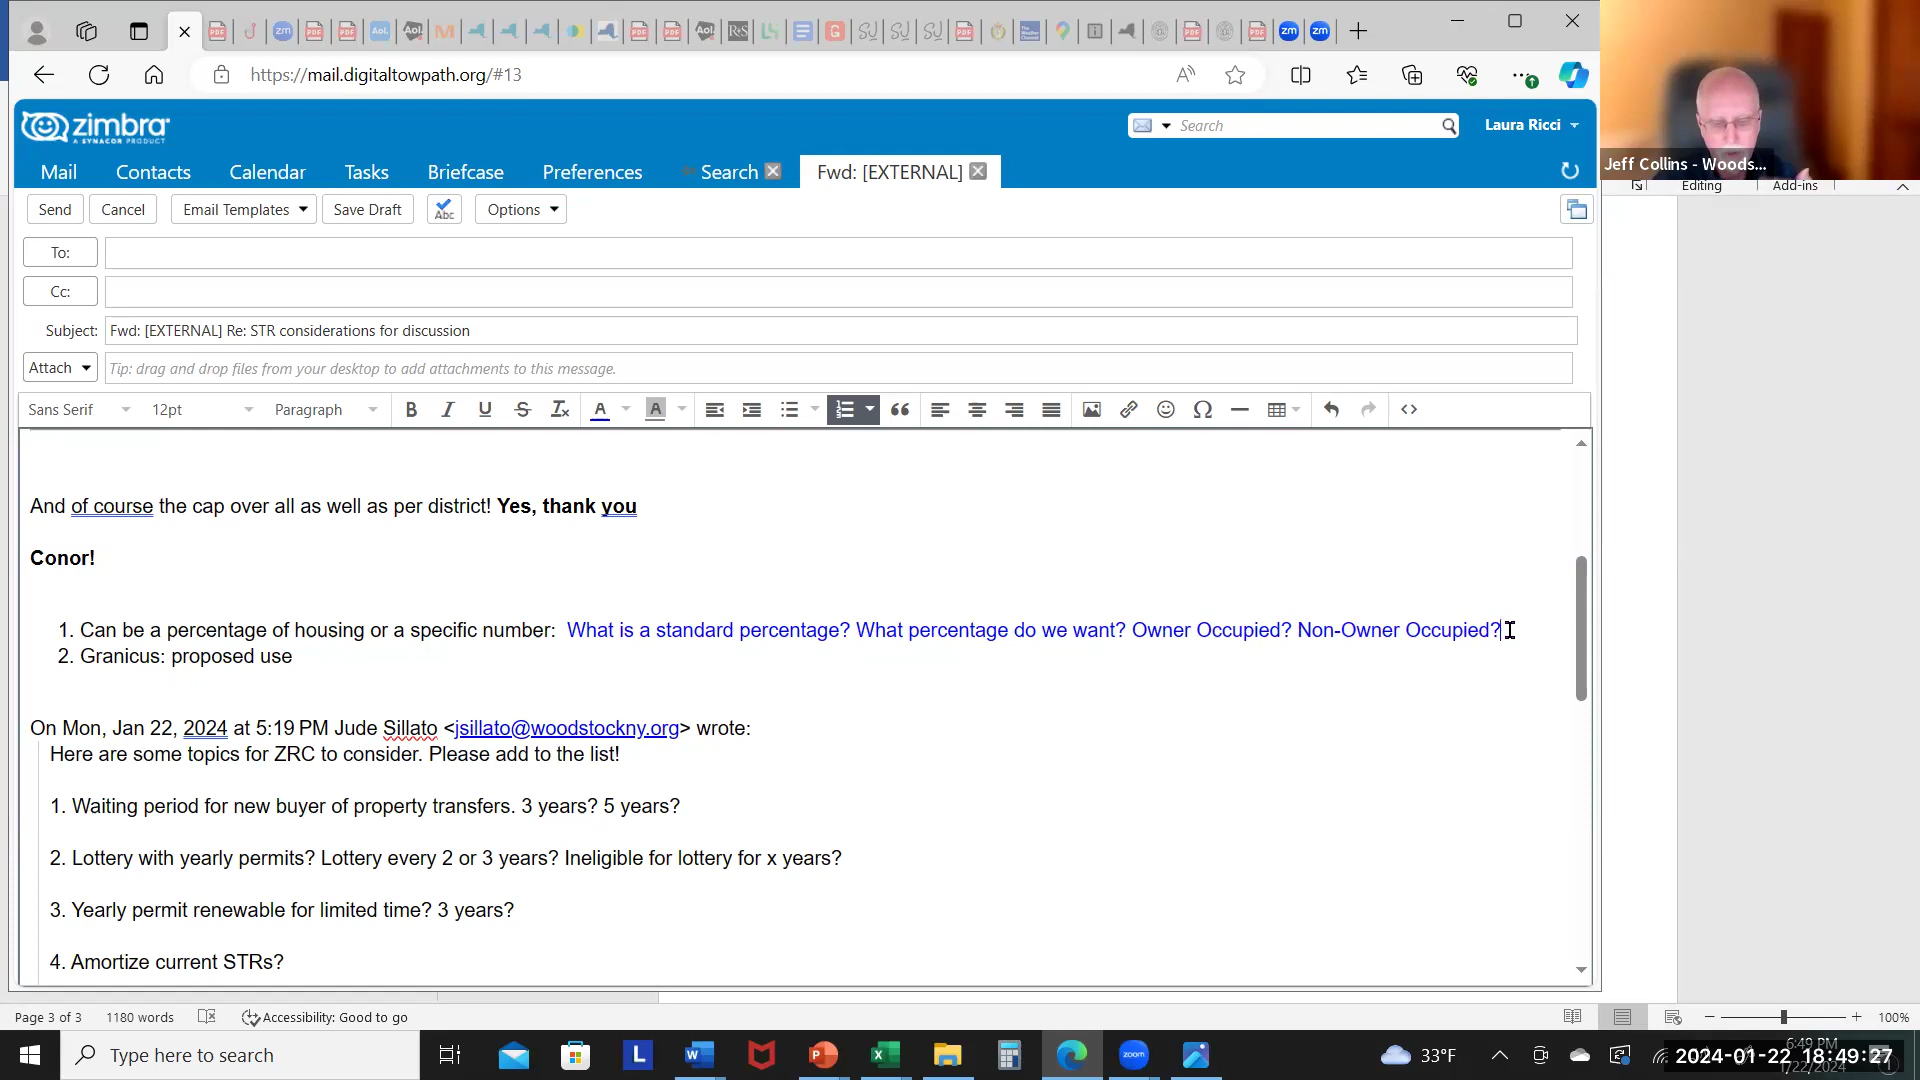 https://mail.digitaltowpath.org/#13
zimbra
A SYNACOR PRODUCT
Search
Laura Ricci
Jeff Collins - Woods...
Mail
Contacts
Calendar
Tasks
Briefcase
Preferences
Search
Fwd: [EXTERNAL]
Editing
Add-ins
Send
Cancel
Email Templates
Save Draft
Abc
Options
To:
Cc:
Subject: Fwd: [EXTERNAL] Re: STR considerations for discussion
Attach Tip: drag and drop files from your desktop to add attachments to this message.
Sans Serif 12pt Paragraph
And of course the cap over all as well as per district! Yes, thank you
Conor!
1. Can be a percentage of housing or a specific number: What is a standard percentage? What percentage do we want? Owner Occupied? Non-Owner Occupied?
2. Granicus: proposed use
On Mon, Jan 22, 2024 at 5:19 PM Jude Sillato <jsillato@woodstockny.org> wrote:
Here are some topics for ZRC to consider. Please add to the list!
1. Waiting period for new buyer of property transfers. 3 years? 5 years?
2. Lottery with yearly permits? Lottery every 2 or 3 years? Ineligible for lottery for x years?
3. Yearly permit renewable for limited time? 3 years?
4. Amortize current STRs?
Page 3 of 3 1180 words Accessibility: Good to go 100%
Type here to search
33°F
6:49 PM
2024-01-22 18:49:27
1/22/2024